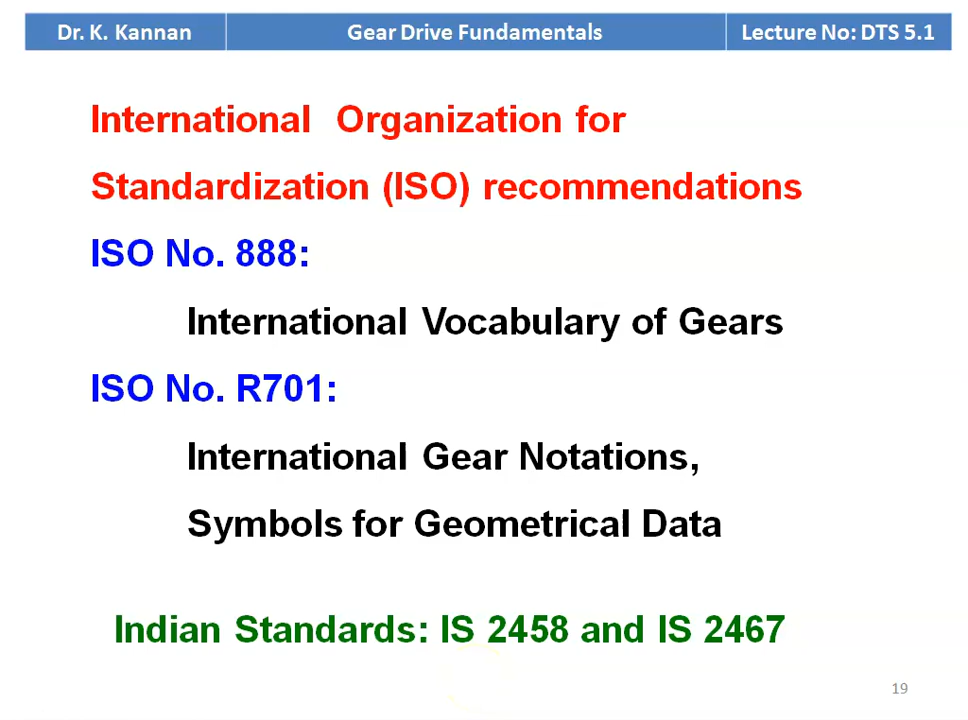 Dr. K. Kannan Gear Drive Fundamentals Lecture No: DTS 5.1
International Organization for
Standardization (ISO) recommendations
ISO No. 888:
International Vocabulary of Gears
ISO No. R701:
International Gear Notations,
Symbols for Geometrical Data
Indian Standards: IS 2458 and IS 2467
19